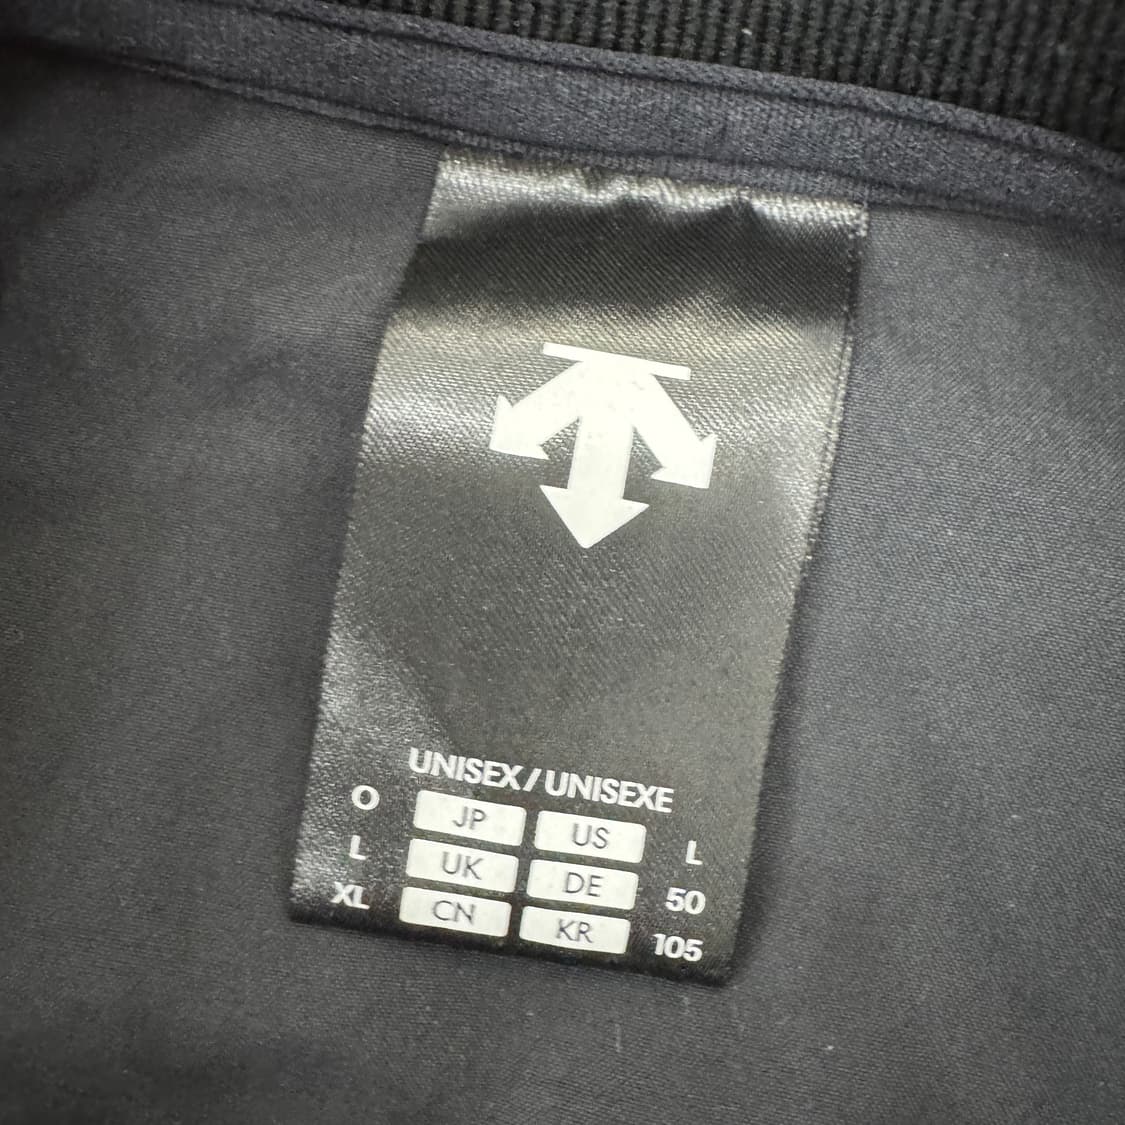 UNISEX/UNISEXE
O JP US L
L UK DE 50
XL CN KR 105